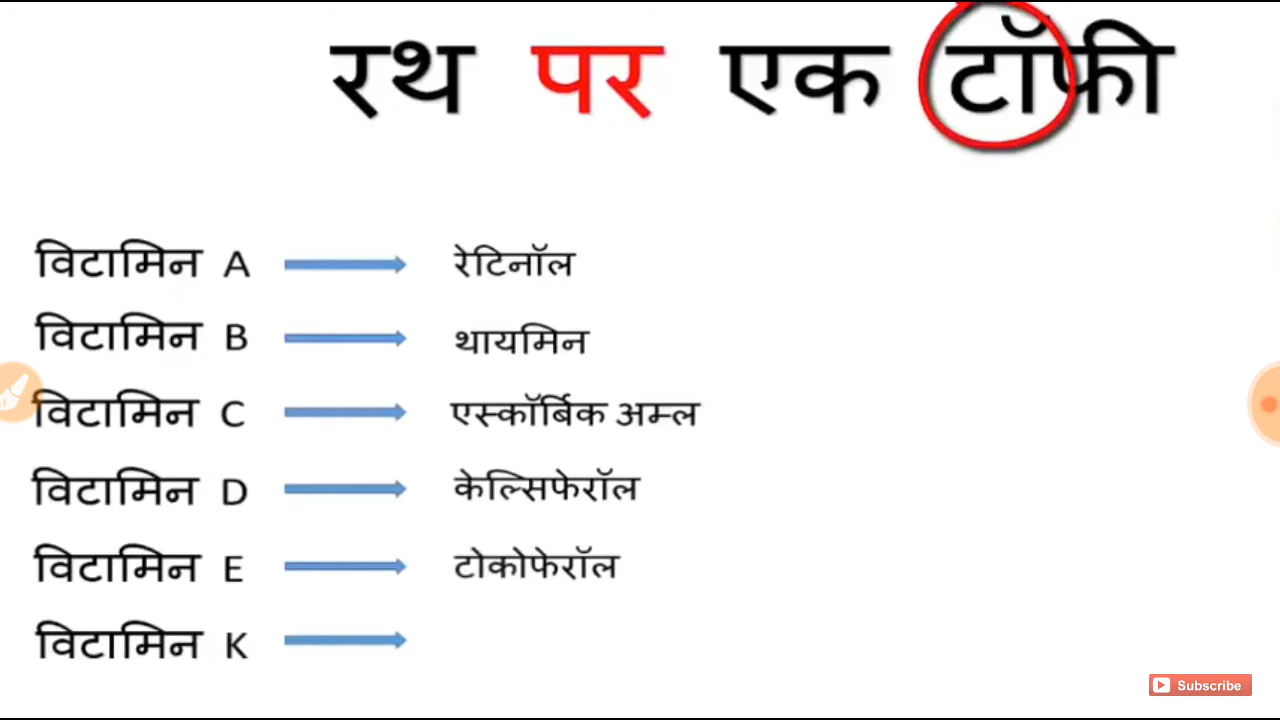 रथ पर एक टॉफी
विटामिन A रेटिनॉल
विटामिन B थायमिन
विटामिन C एस्कॉर्बिक अम्ल
विटामिन D केल्सिफेरॉल
विटामिन E टोकोफेरॉल
विटामिन K
Subscribe